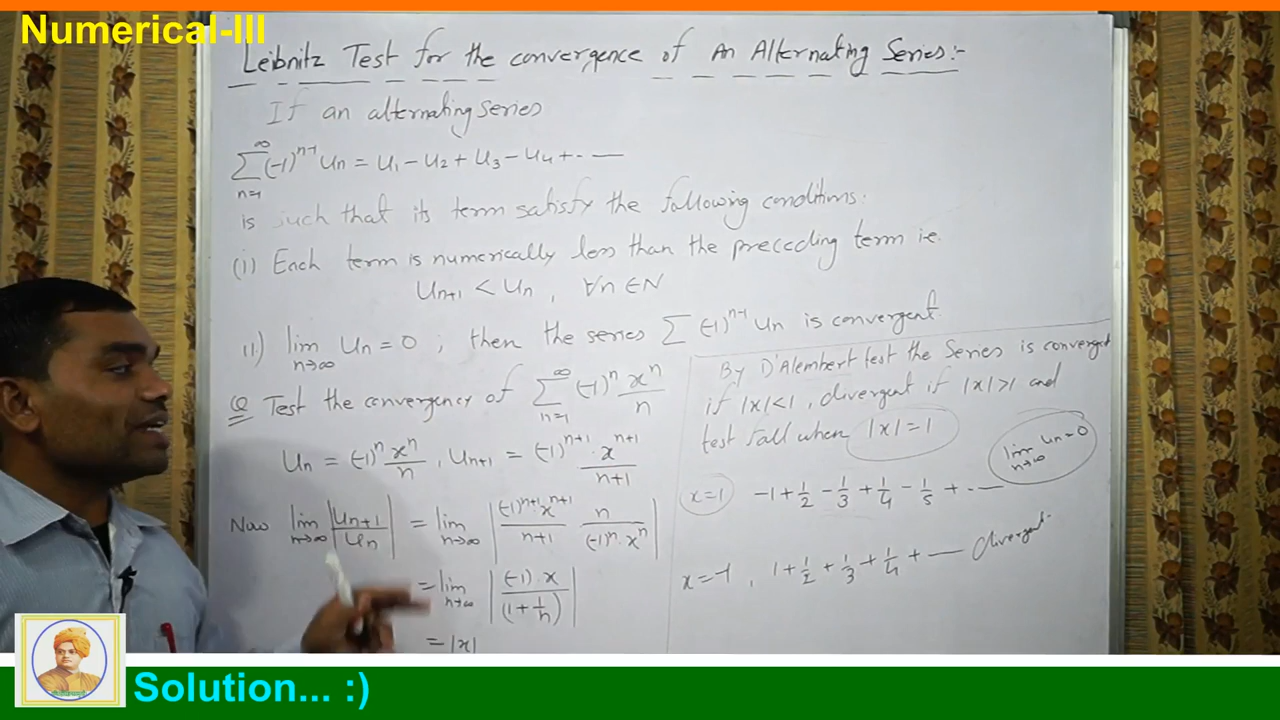 Numerical-III
Leibnitz Test for the convergence of An Alternating Series:-
If an alternating series
∑_{n=1}^{∞} (-1)^{n-1} Un = U1 - U2 + U3 - U4 + - - —
is such that its term satisfy the following conditions:
(i) Each term is numerically less than the preceding term i.e.
Un+1 < Un , ∀n ∈ N
ii) lim_{n→∞} Un = 0 ; then the series ∑ (-1)^{n-1} Un is convergent.
Q Test the convergency of ∑_{n=1}^{∞} (-1)^n x^n/n
Un = (-1)^n x^n/n , Un+1 = (-1)^{n+1} · x^{n+1}/(n+1)
Now lim_{n→∞} |Un+1/Un| = lim_{n→∞} |(-1)^{n+1} x^{n+1}/(n+1) n/((-1)^n · x^n)|
= lim_{n→∞} |(-1)·x/(1+1/n)|
= |x|
By D'Alembert test the Series is convergent
if |x|<1 , divergent if |x|>1 and
test fall when |x|=1
lim_{n→∞} Un=0
x=1 -1+1/2-1/3+1/4-1/5+ - - —
x=-1 , 1+1/2+1/3+1/4+ - — divergent.
Solution... :)